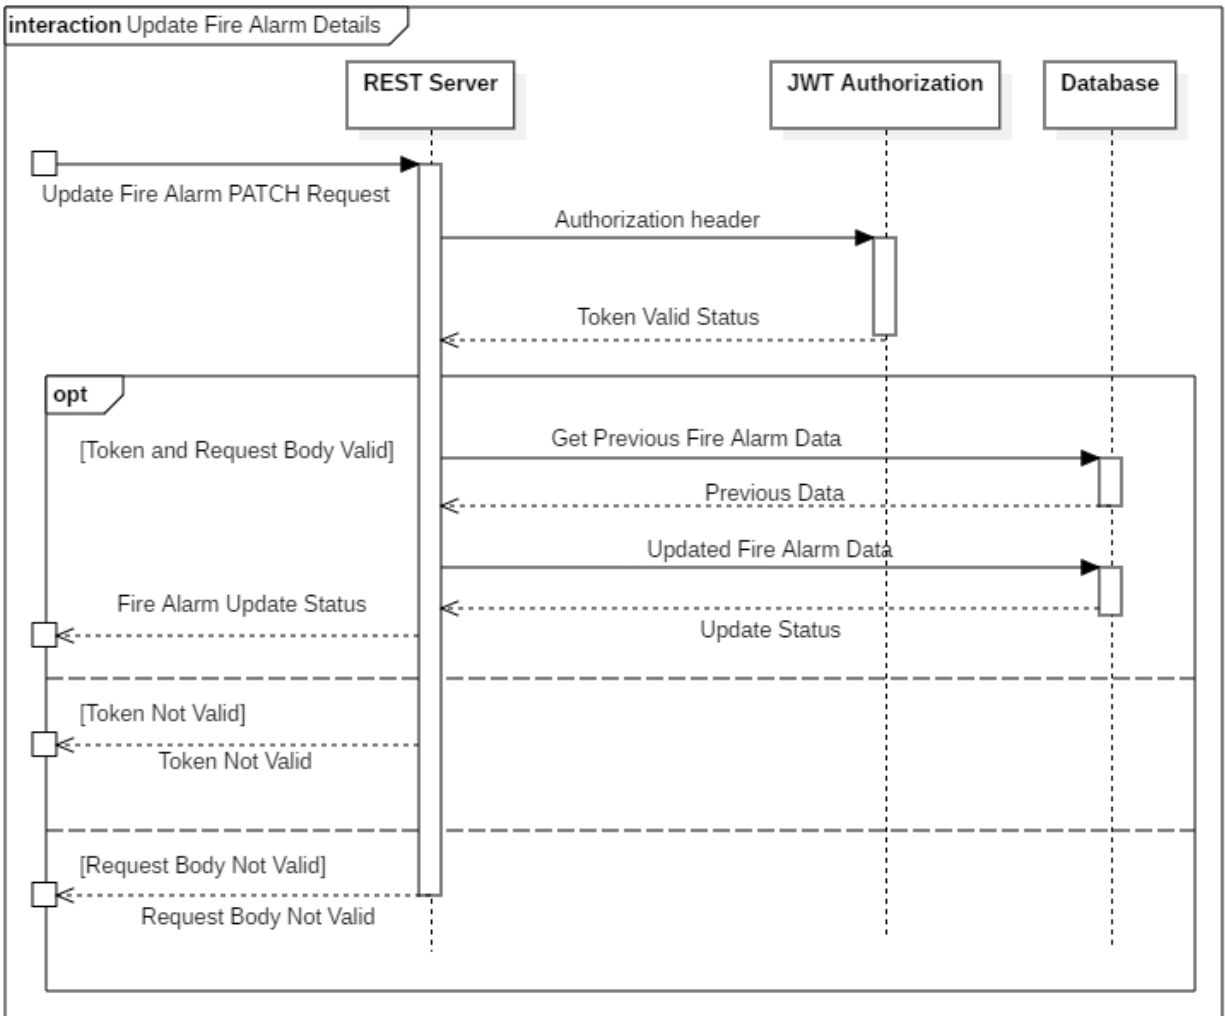 interaction Update Fire Alarm Details
REST Server
JWT Authorization
Database
Update Fire Alarm PATCH Request
Authorization header
Token Valid Status
opt
[Token and Request Body Valid]
Get Previous Fire Alarm Data
Previous Data
Updated Fire Alarm Data
Fire Alarm Update Status
Update Status
[Token Not Valid]
Token Not Valid
[Request Body Not Valid]
Request Body Not Valid